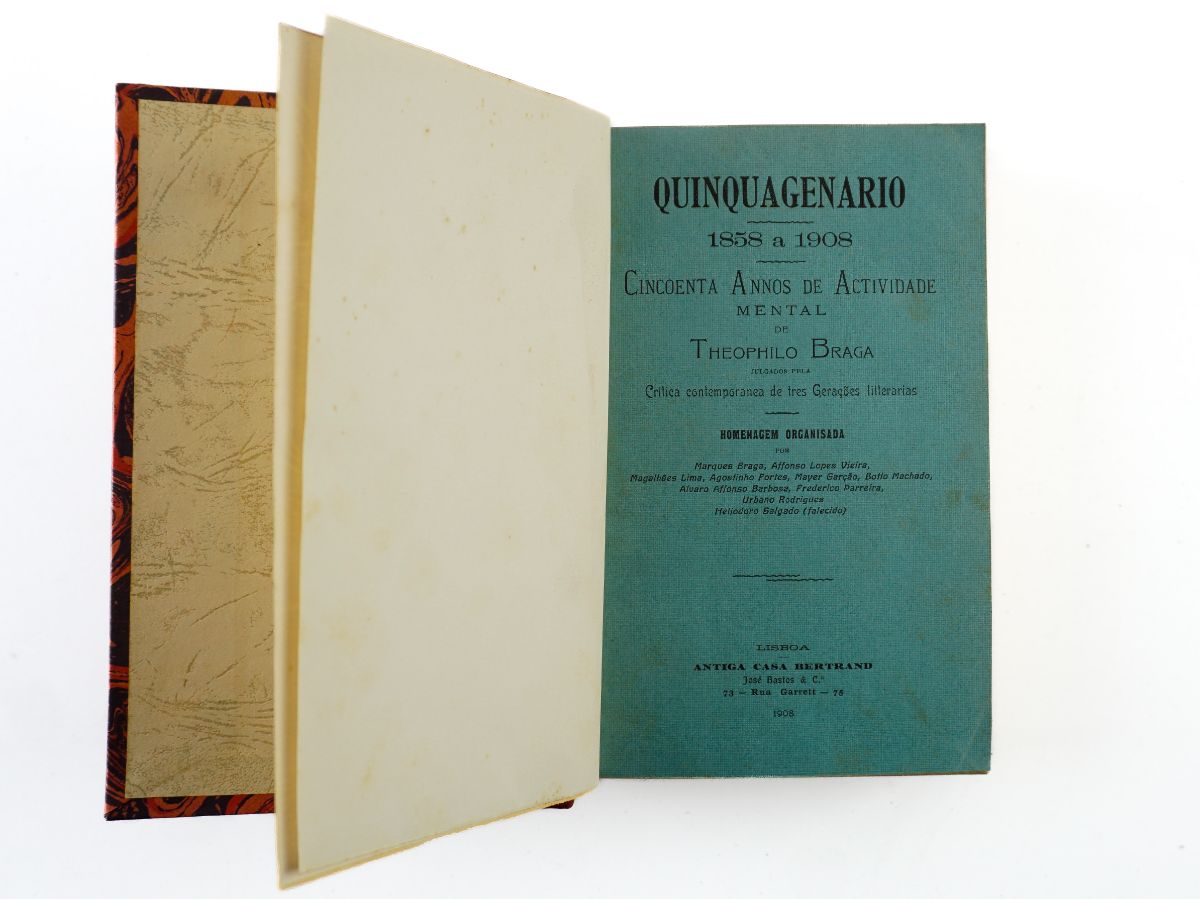 QUINQUAGENARIO
1858 a 1908
CINCOENTA ANNOS DE ACTIVIDADE
MENTAL
DE
THEOPHILO BRAGA
JULGADOS PELA
Critica contemporanea de tres Gerações litterarias
HOMENAGEM ORGANISADA
POR
Marques Braga, Affonso Lopes Vieira,
Magalhães Lima, Agostinho Fortes, Mayer Garção, Botto Machado,
Alvaro Affonso Barbosa, Frederico Parreira,
Urbano Rodrigues
Heliodoro Salgado (falecido)
LISBOA
ANTIGA CASA BERTRAND
José Bastos & C.ª
73 — Rua Garrett — 75
1908